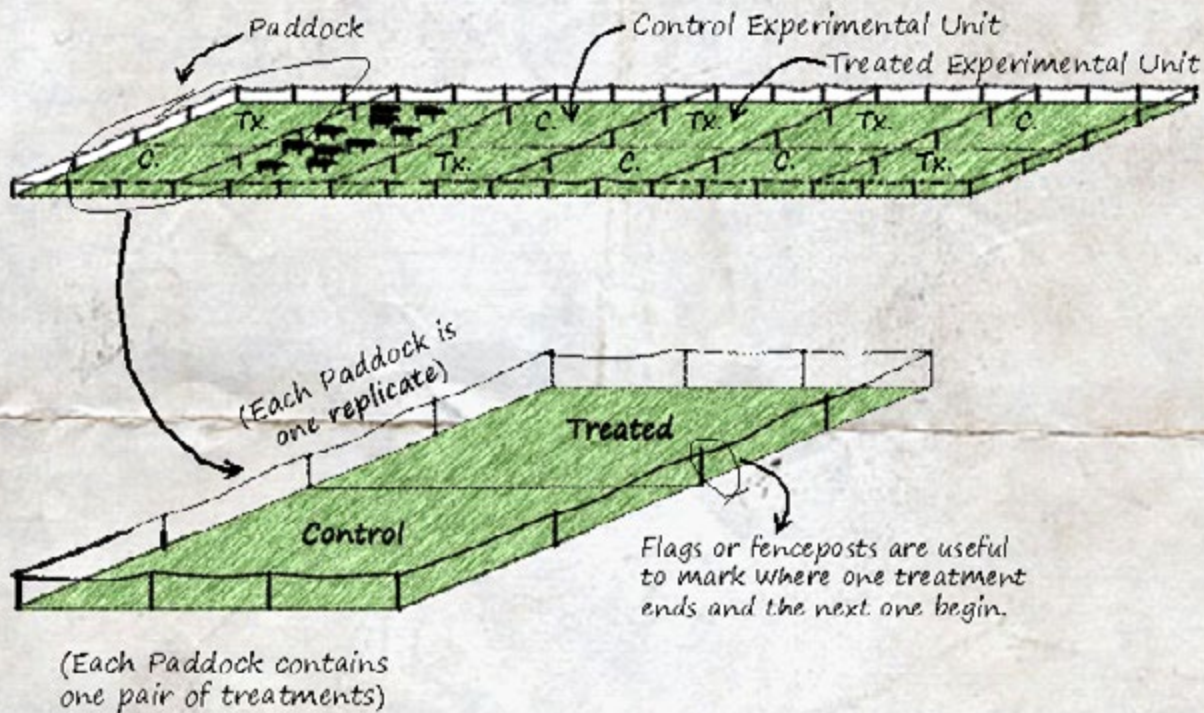 Paddock
Control Experimental Unit
Treated Experimental Unit
Tx.
C.
Tx.
Tx.
C.
C.
Tx.
C.
C.
Tx.
(Each Paddock is
one replicate)
Treated
Control
Flags or fenceposts are useful
to mark where one treatment
ends and the next one begin.
(Each Paddock contains
one pair of treatments)